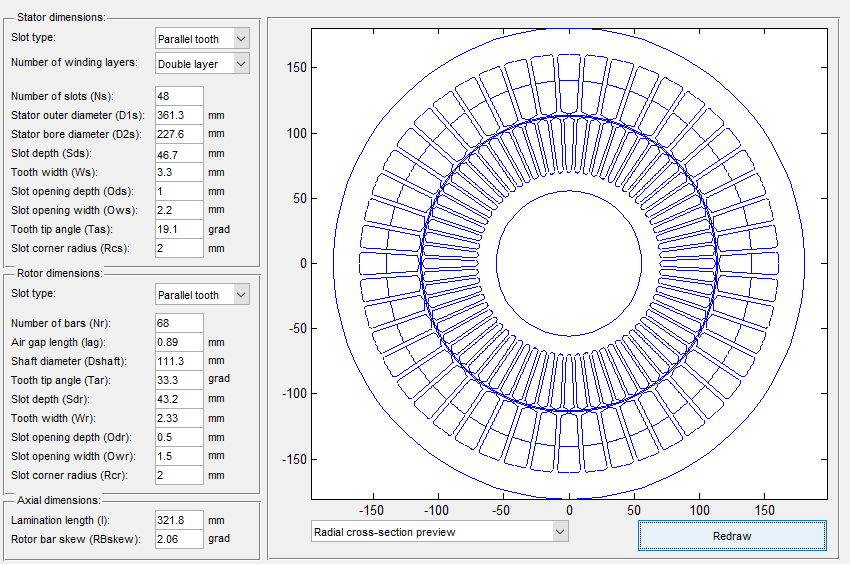 Stator dimensions:
Slot type: Parallel tooth
Number of winding layers: Double layer
Number of slots (Ns): 48
Stator outer diameter (D1s): 361.3 mm
Stator bore diameter (D2s): 227.6 mm
Slot depth (Sds): 46.7 mm
Tooth width (Ws): 3.3 mm
Slot opening depth (Ods): 1 mm
Slot opening width (Ows): 2.2 mm
Tooth tip angle (Tas): 19.1 grad
Slot corner radius (Rcs): 2 mm
Rotor dimensions:
Slot type: Parallel tooth
Number of bars (Nr): 68
Air gap length (lag): 0.89 mm
Shaft diameter (Dshaft): 111.3 mm
Tooth tip angle (Tar): 33.3 grad
Slot depth (Sdr): 43.2 mm
Tooth width (Wr): 2.33 mm
Slot opening depth (Odr): 0.5 mm
Slot opening width (Owr): 1.5 mm
Slot corner radius (Rcr): 2 mm
Axial dimensions:
Lamination length (l): 321.8 mm
Rotor bar skew (RBskew): 2.06 grad
150
100
50
0
-50
-100
-150
-150 -100 -50 0 50 100 150
Radial cross-section preview
Redraw